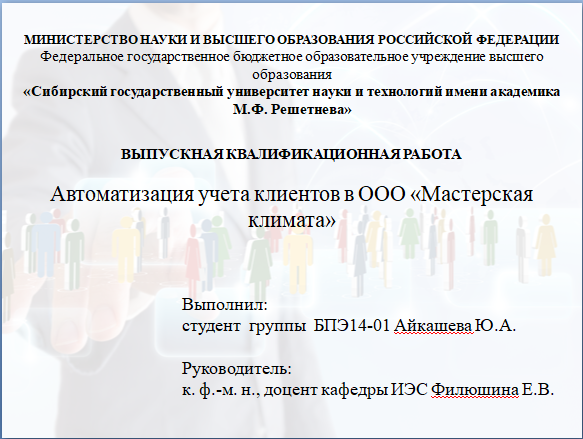 МИНИСТЕРСТВО НАУКИ И ВЫСШЕГО ОБРАЗОВАНИЯ РОССИЙСКОЙ ФЕДЕРАЦИИ
Федеральное государственное бюджетное образовательное учреждение высшего
образования
«Сибирский государственный университет науки и технологий имени академика
М.Ф. Решетнева»
ВЫПУСКНАЯ КВАЛИФИКАЦИОННАЯ РАБОТА
Автоматизация учета клиентов в ООО «Мастерская
климата»
Выполнил:
студент группы БПЭ14-01 Айкашева Ю.А.
Руководитель:
к. ф.-м. н., доцент кафедры ИЭС Филюшина Е.В.